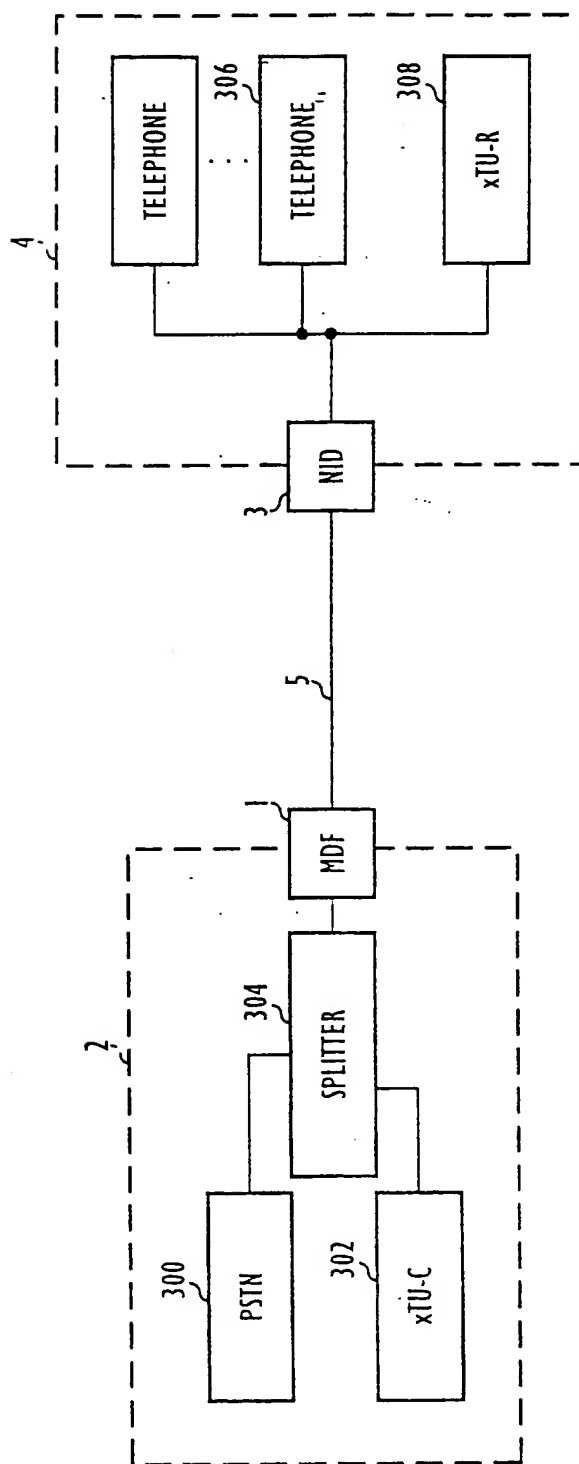 2
300
PSTN
304
SPLITTER
302
xTU-C
1
MDF
5
3
NID
4
TELEPHONE
306
TELEPHONE"
308
xTU-R